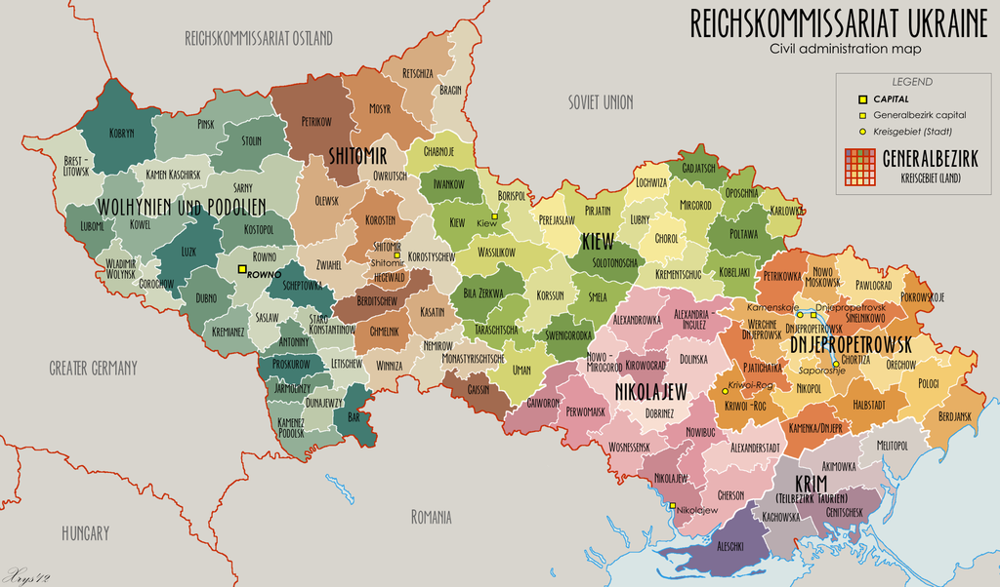 REICHSKOMMISSARIAT UKRAINE
Civil administration map
LEGEND
CAPITAL
Generalbezirk capital
Kreisgebiet (Stadt)
GENERALBEZIRK
KREISGEBIET (LAND)
REICHSKOMMISSARIAT OSTLAND
SOVIET UNION
GREATER GERMANY
HUNGARY
ROMANIA
WOLHYNIEN UND PODOLIEN
KOBRYN
PINSK
STOLIN
BREST -
LITOWSK
KAMEN KASCHIRSK
SARNY
LUBOML
KOWEL
KOSTOPOL
LUZK
WLADIMIR
WOLYNSK
GOROCHOW
ROWNO
ROWNO
DUBNO
SCHEPTOWKA
KREMIANEZ
SASLAW
STARO
KONSTANTINOW
ANTONINY
PROSKUROW
LETISCHEW
JARMOLINZY
DUNAJEWZY
KAMENEZ
PODOLSK
BAR
SHITOMIR
RETSCHIZA
BRAGIN
MOSYR
PETRIKOW
OWRUTSCH
OLEWSK
KOROSTEN
SHITOMIR
Shitomir
ZWIAHEL
KOROSTYSCHEW
HEGEWALD
BERDITSCHEW
KASATIN
CHMELNIK
WINNIZA
NEMIROW
MONASTYRISCHTSCHE
GAISSIN
KIEW
CHABNOJE
IWANKOW
BORISPOL
Kiew
KIEW
WASSILIKOW
BILA ZERKWA
TARASCHTSCHA
KORSSUN
SWENIGORODKA
SMELA
UMAN
PEREJASLAW
PIRJATIN
LOCHWIZA
GADJATSCH
LUBNY
MIRGOROD
OPOSCHNIA
KARLOWKA
CHOROL
POLTAWA
SOLOTONOSCHA
KREMENTSCHUG
KOBELJAKI
NIKOLAJEW
ALEXANDROWKA
ALEXANDRIA -
INGULEZ
NOWO -
MIROGOROD
KIROWOGRAD
DOLINSKA
GAIWORON
PERWOMAISK
DOBRINEZ
WOSNESSENSK
NOWIBUG
ALEXANDERSTADT
NIKOLAJEW
Nikolajew
CHERSON
DNJEPROPETROWSK
PETRIKOWKA
NOWO
MOSKOWSK
PAWLOGRAD
POKROWSKOJE
Kamenskoje
Dnjepropetrovsk
SINELNIKOWO
WERCHNE
DNJEPROWSK
DNJEPROPETROWSK
PJATICHATKA
CHORTIZA
ORECHOW
Saporoshje
Kriwoi-Rog
KRIWOI -ROG
NIKOPOL
POLOGI
HALBSTADT
BERDJANSK
KAMENKA/DNJEPR
KRIM
(TEILBEZIRK TAURIEN)
MELITOPOL
AKIMOWKA
GENITSCHESK
KACHOWSKA
ALESCHKI
Xrys42